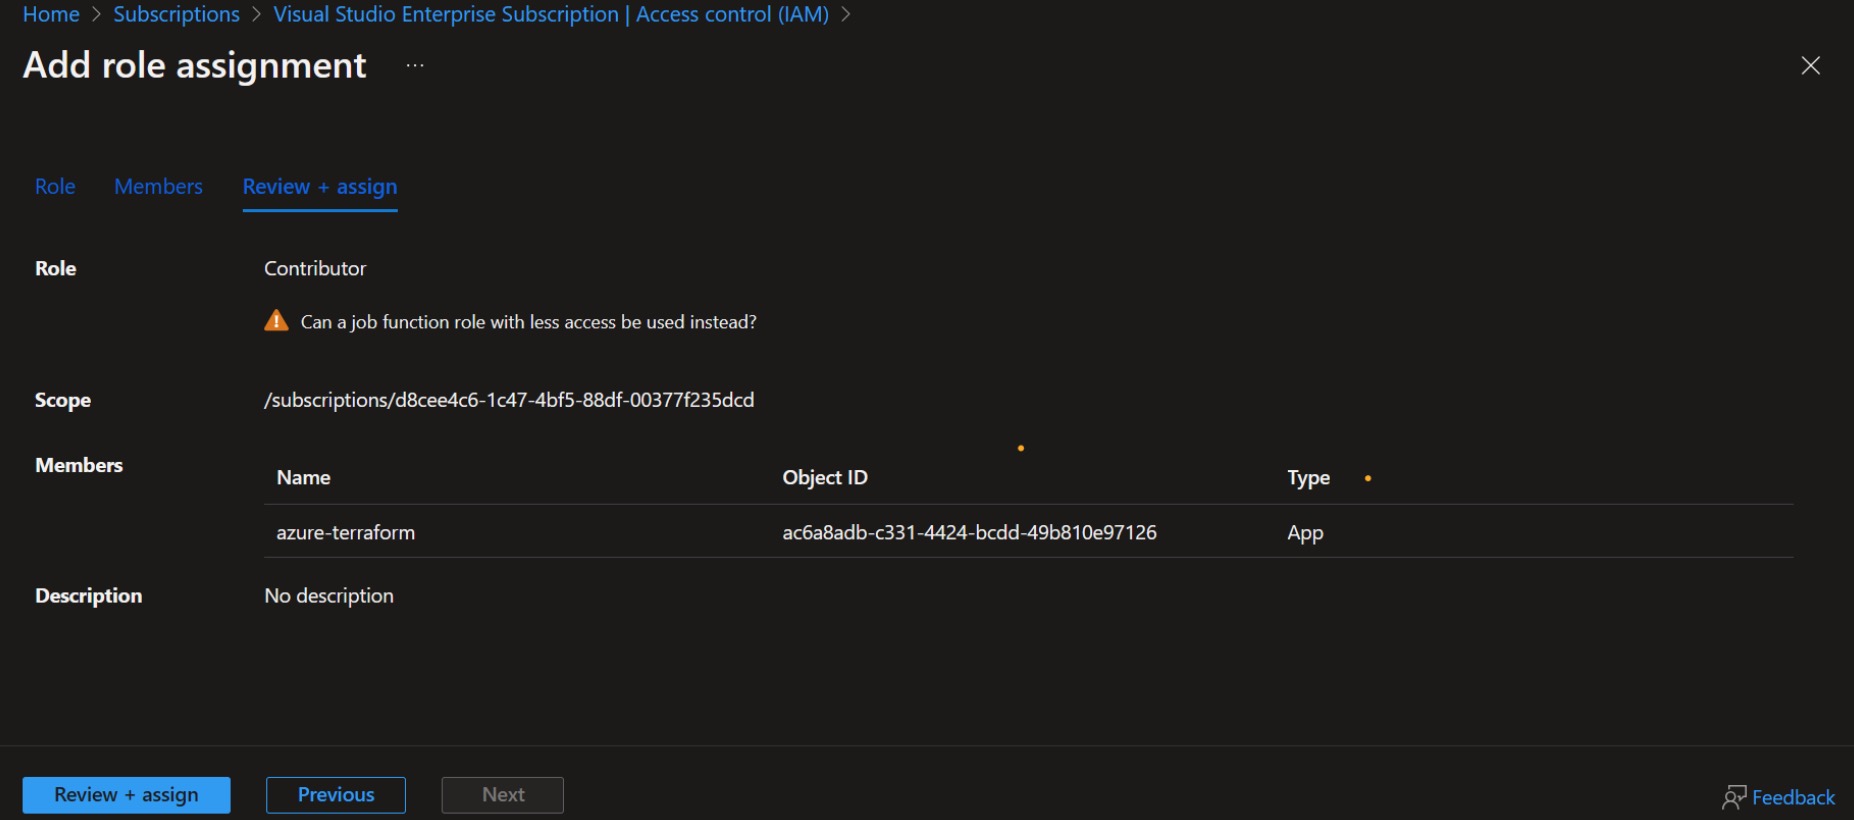 Home > Subscriptions > Visual Studio Enterprise Subscription | Access control (IAM) >
Add role assignment ...
Role Members Review + assign
Role Contributor
Can a job function role with less access be used instead?
Scope /subscriptions/d8cee4c6-1c47-4bf5-88df-00377f235dcd
Members
Name Object ID Type
azure-terraform ac6a8adb-c331-4424-bcdd-49b810e97126 App
Description No description
Review + assign Previous Next Feedback